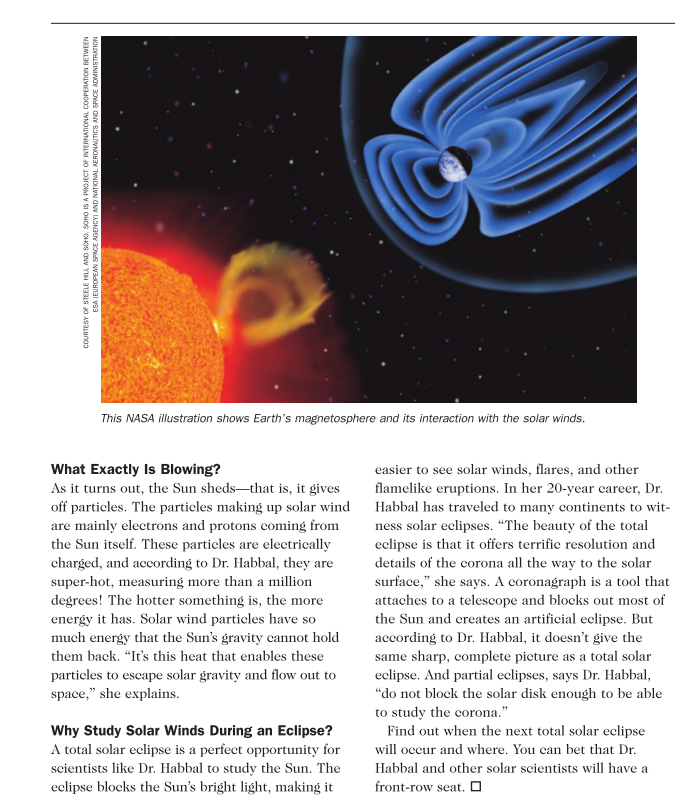 COURTESY OF STEELE HILL AND SOHO. SOHO IS A PROJECT OF INTERNATIONAL COOPERATION BETWEEN
ESA (EUROPEAN SPACE AGENCY) AND NATIONAL AERONAUTICS AND SPACE ADMINISTRATION
This NASA illustration shows Earth's magnetosphere and its interaction with the solar winds.
What Exactly Is Blowing?
As it turns out, the Sun sheds—that is, it gives
off particles. The particles making up solar wind
are mainly electrons and protons coming from
the Sun itself. These particles are electrically
charged, and according to Dr. Habbal, they are
super-hot, measuring more than a million
degrees! The hotter something is, the more
energy it has. Solar wind particles have so
much energy that the Sun's gravity cannot hold
them back. “It's this heat that enables these
particles to escape solar gravity and flow out to
space,” she explains.
Why Study Solar Winds During an Eclipse?
A total solar eclipse is a perfect opportunity for
scientists like Dr. Habbal to study the Sun. The
eclipse blocks the Sun's bright light, making it
easier to see solar winds, flares, and other
flamelike eruptions. In her 20-year career, Dr.
Habbal has traveled to many continents to wit-
ness solar eclipses. “The beauty of the total
eclipse is that it offers terrific resolution and
details of the corona all the way to the solar
surface,” she says. A coronagraph is a tool that
attaches to a telescope and blocks out most of
the Sun and creates an artificial eclipse. But
according to Dr. Habbal, it doesn't give the
same sharp, complete picture as a total solar
eclipse. And partial eclipses, says Dr. Habbal,
“do not block the solar disk enough to be able
to study the corona.”
Find out when the next total solar eclipse
will occur and where. You can bet that Dr.
Habbal and other solar scientists will have a
front-row seat.